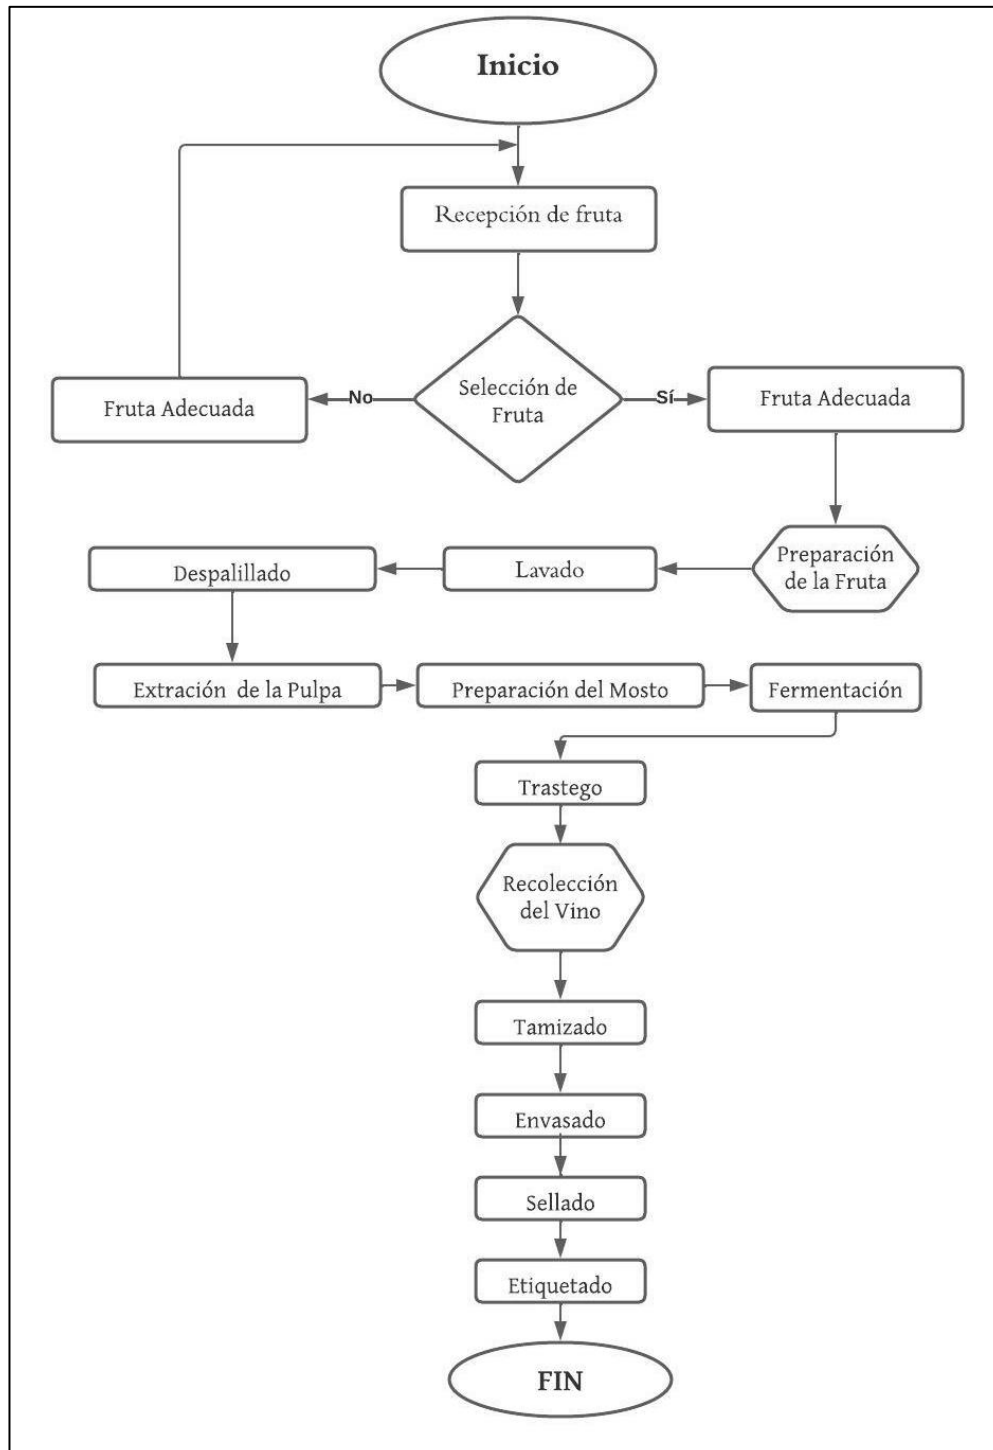 Inicio
Recepción de fruta
Selección de
Fruta
No
Fruta Adecuada
Sí
Fruta Adecuada
Preparación
de la Fruta
Lavado
Despalillado
Extración de la Pulpa
Preparación del Mosto
Fermentación
Trastego
Recolección
del Vino
Tamizado
Envasado
Sellado
Etiquetado
FIN